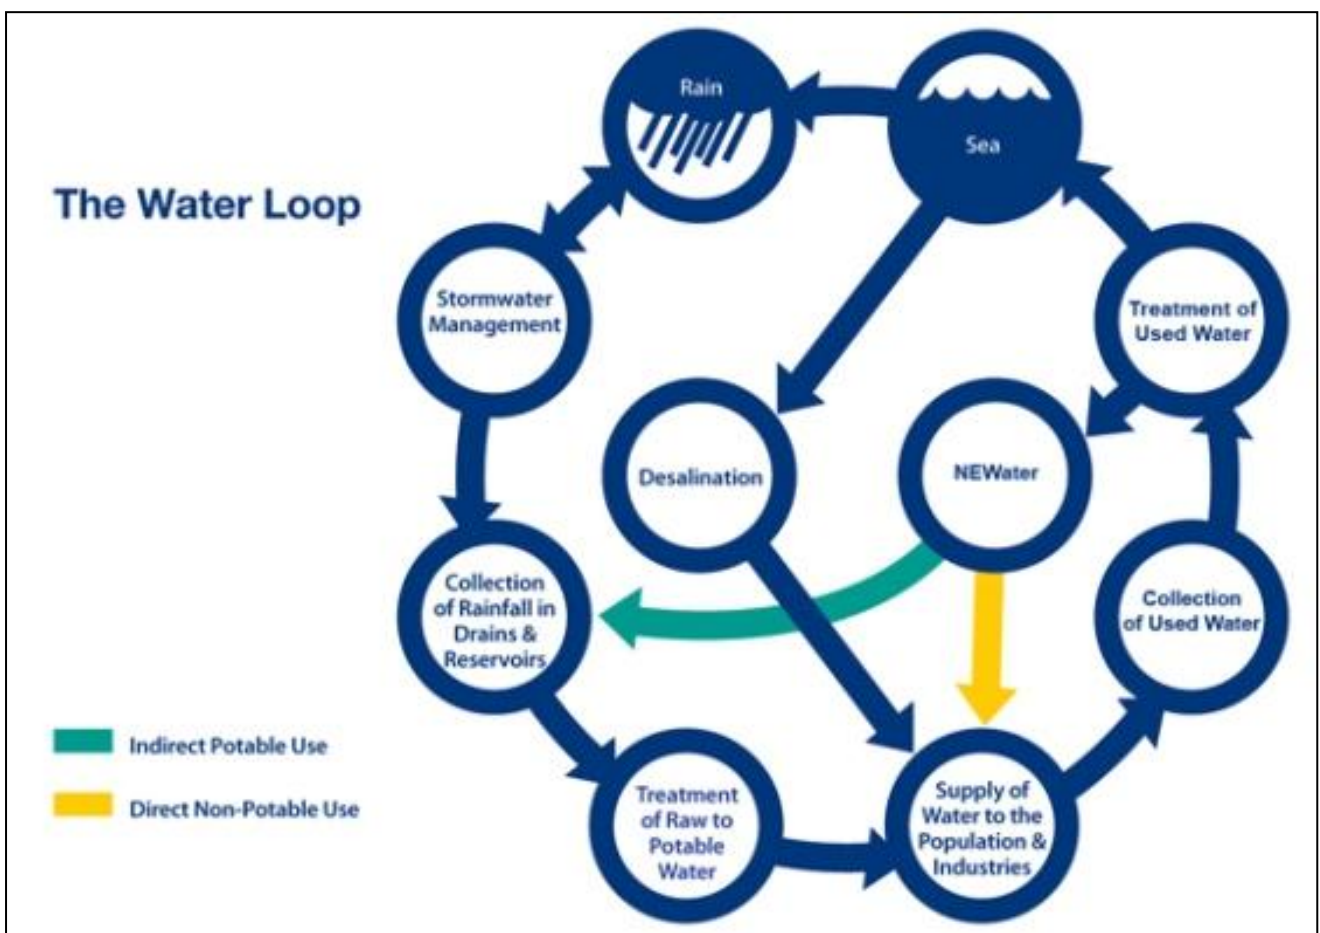 Rain
Sea
The Water Loop
Stormwater
Management
Treatment of
Used Water
Desalination
NEWater
Collection
of Rainfall in
Drains &
Reservoirs
Collection
of Used Water
Indirect Potable Use
Direct Non-Potable Use
Treatment
of Raw to
Potable
Water
Supply of
Water to the
Population &
Industries